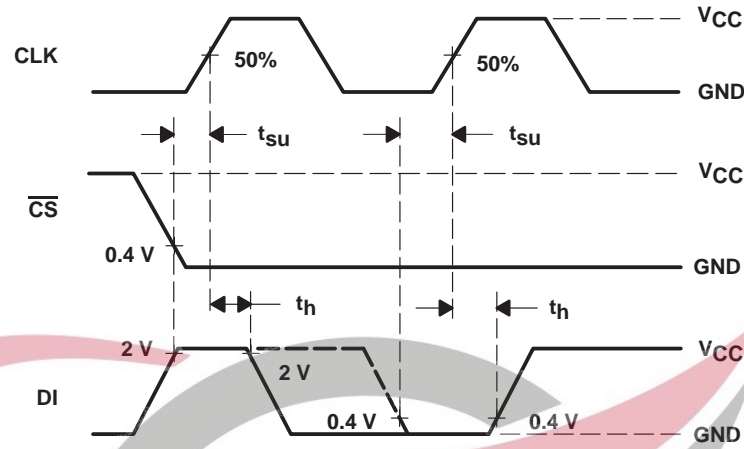 VCC
CLK
50%
50%
GND
tsu
tsu
VCC
CS
0.4 V
GND
th
th
2 V
VCC
2 V
DI
0.4 V
0.4 V
GND